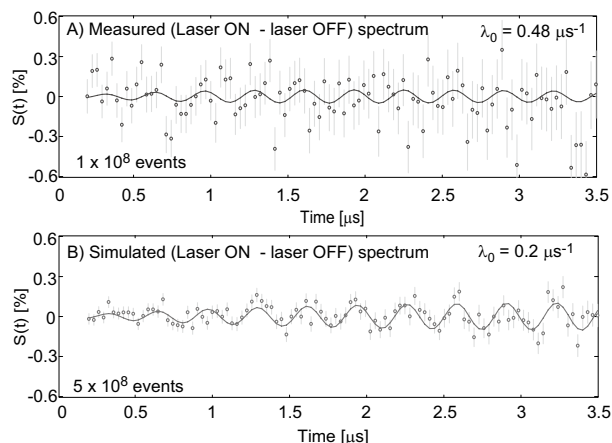 A) Measured (Laser ON - laser OFF) spectrum
λ₀ = 0.48 μs⁻¹
0.6
0.3
0
-0.3
-0.6
S(t) [%]
1 x 10⁸ events
0 0.5 1 1.5 2 2.5 3 3.5
Time [μs]
B) Simulated (Laser ON - laser OFF) spectrum
λ₀ = 0.2 μs⁻¹
0.6
0.3
0
-0.3
-0.6
S(t) [%]
5 x 10⁸ events
0 0.5 1 1.5 2 2.5 3 3.5
Time [μs]